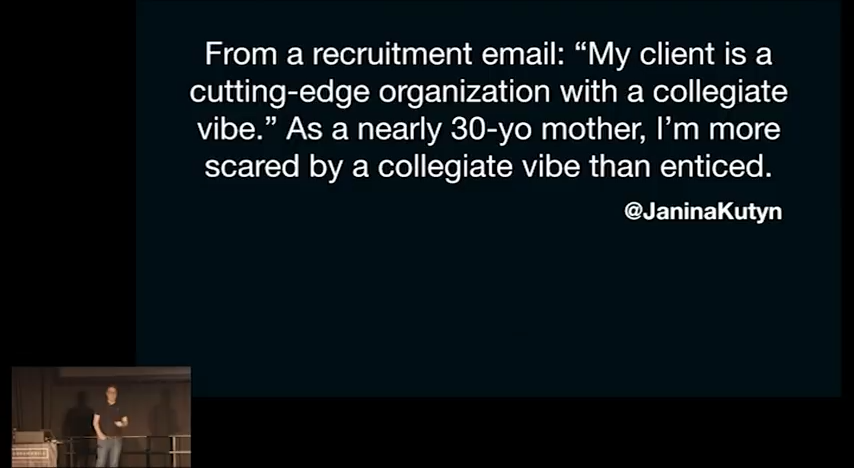 From a recruitment email: “My client is a
cutting-edge organization with a collegiate
vibe.” As a nearly 30-yo mother, I’m more
scared by a collegiate vibe than enticed.
@JaninaKutyn